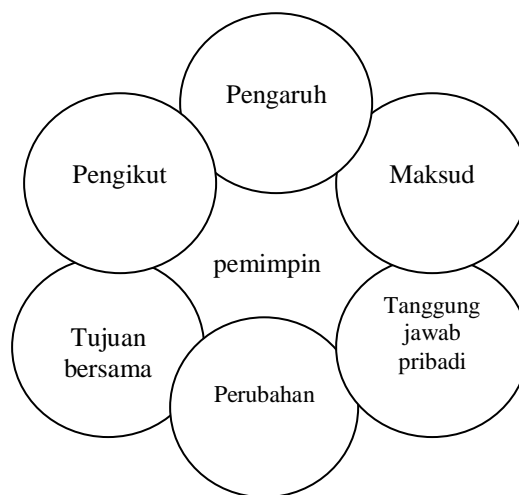 Pengaruh
Pengikut
Maksud
pemimpin
Tujuan
bersama
Perubahan
Tanggung
jawab
pribadi